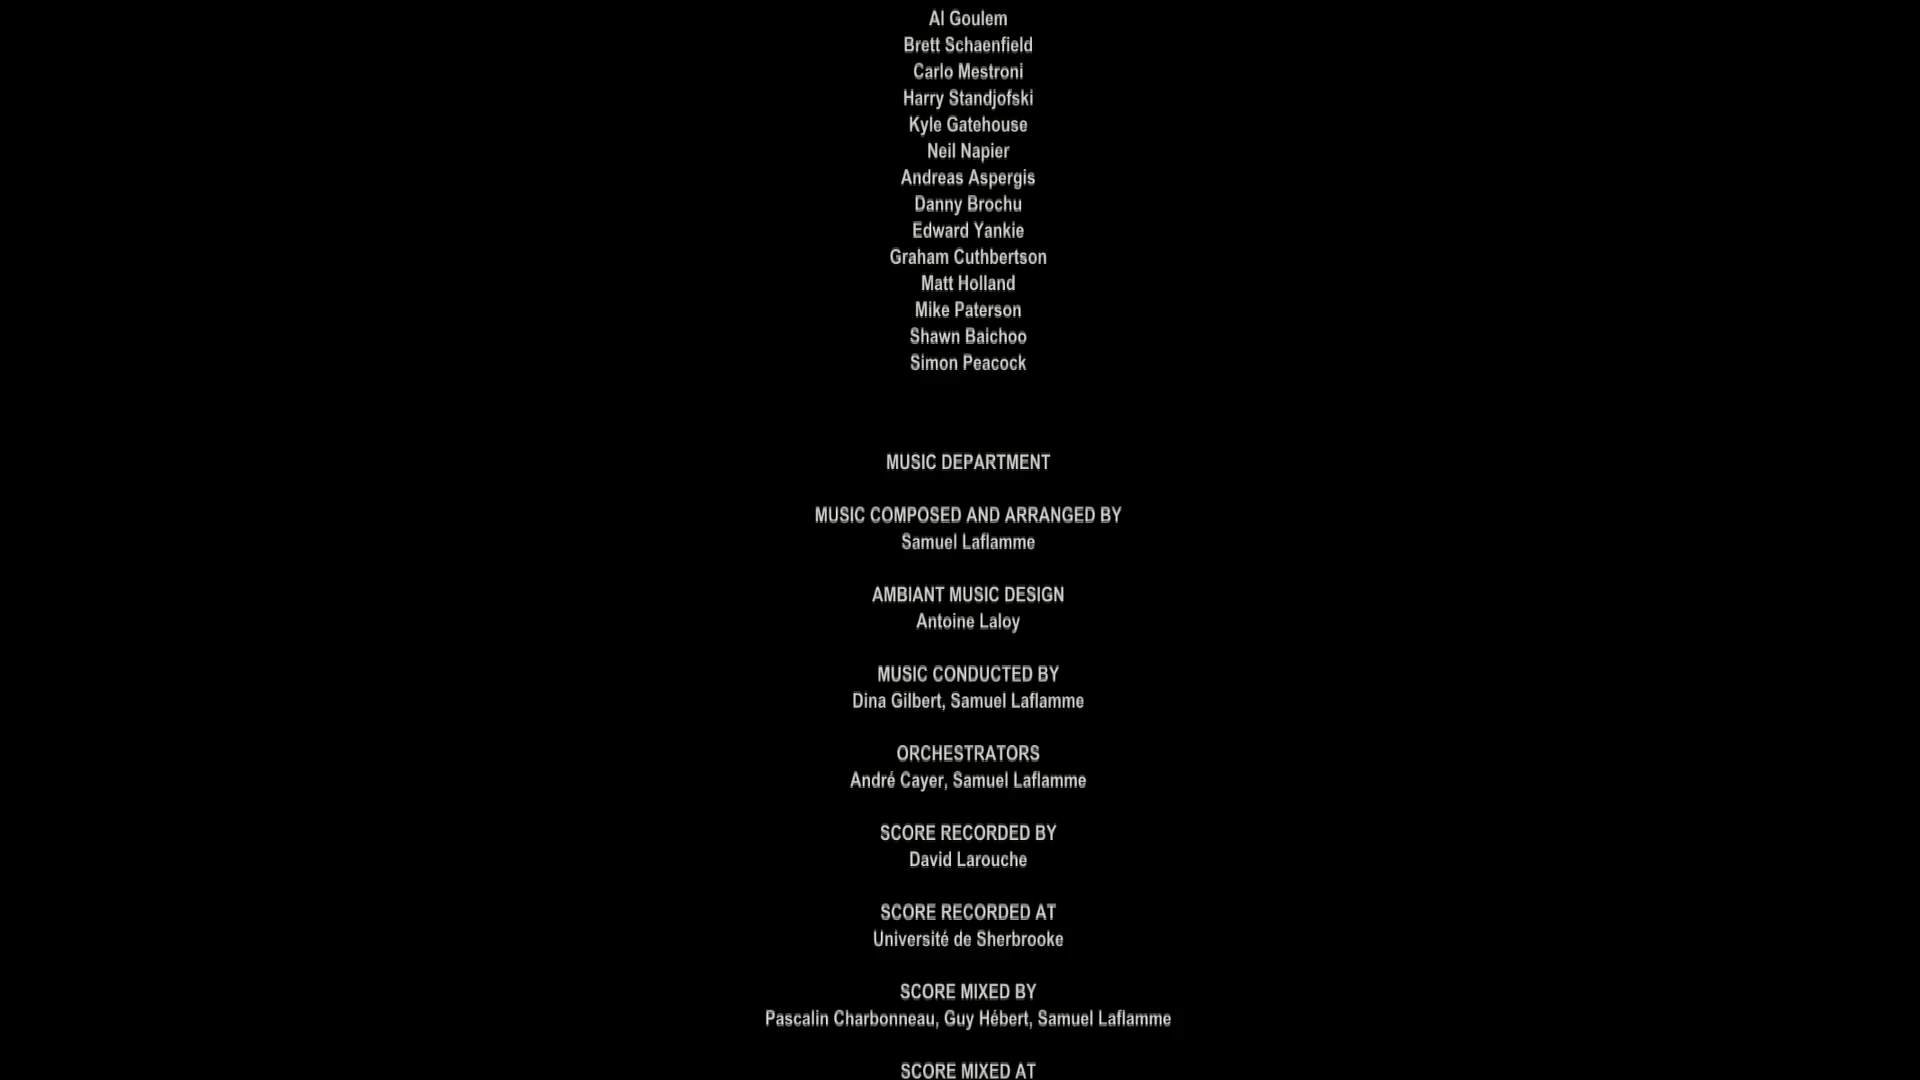 Al Goulem
Brett Schaenfield
Carlo Mestroni
Harry Standjofski
Kyle Gatehouse
Neil Napier
Andreas Aspergis
Danny Brochu
Edward Yankie
Graham Cuthbertson
Matt Holland
Mike Paterson
Shawn Baichoo
Simon Peacock
MUSIC DEPARTMENT
MUSIC COMPOSED AND ARRANGED BY
Samuel Laflamme
AMBIANT MUSIC DESIGN
Antoine Laloy
MUSIC CONDUCTED BY
Dina Gilbert, Samuel Laflamme
ORCHESTRATORS
André Cayer, Samuel Laflamme
SCORE RECORDED BY
David Larouche
SCORE RECORDED AT
Université de Sherbrooke
SCORE MIXED BY
Pascalin Charbonneau, Guy Hébert, Samuel Laflamme
SCORE MIXED AT